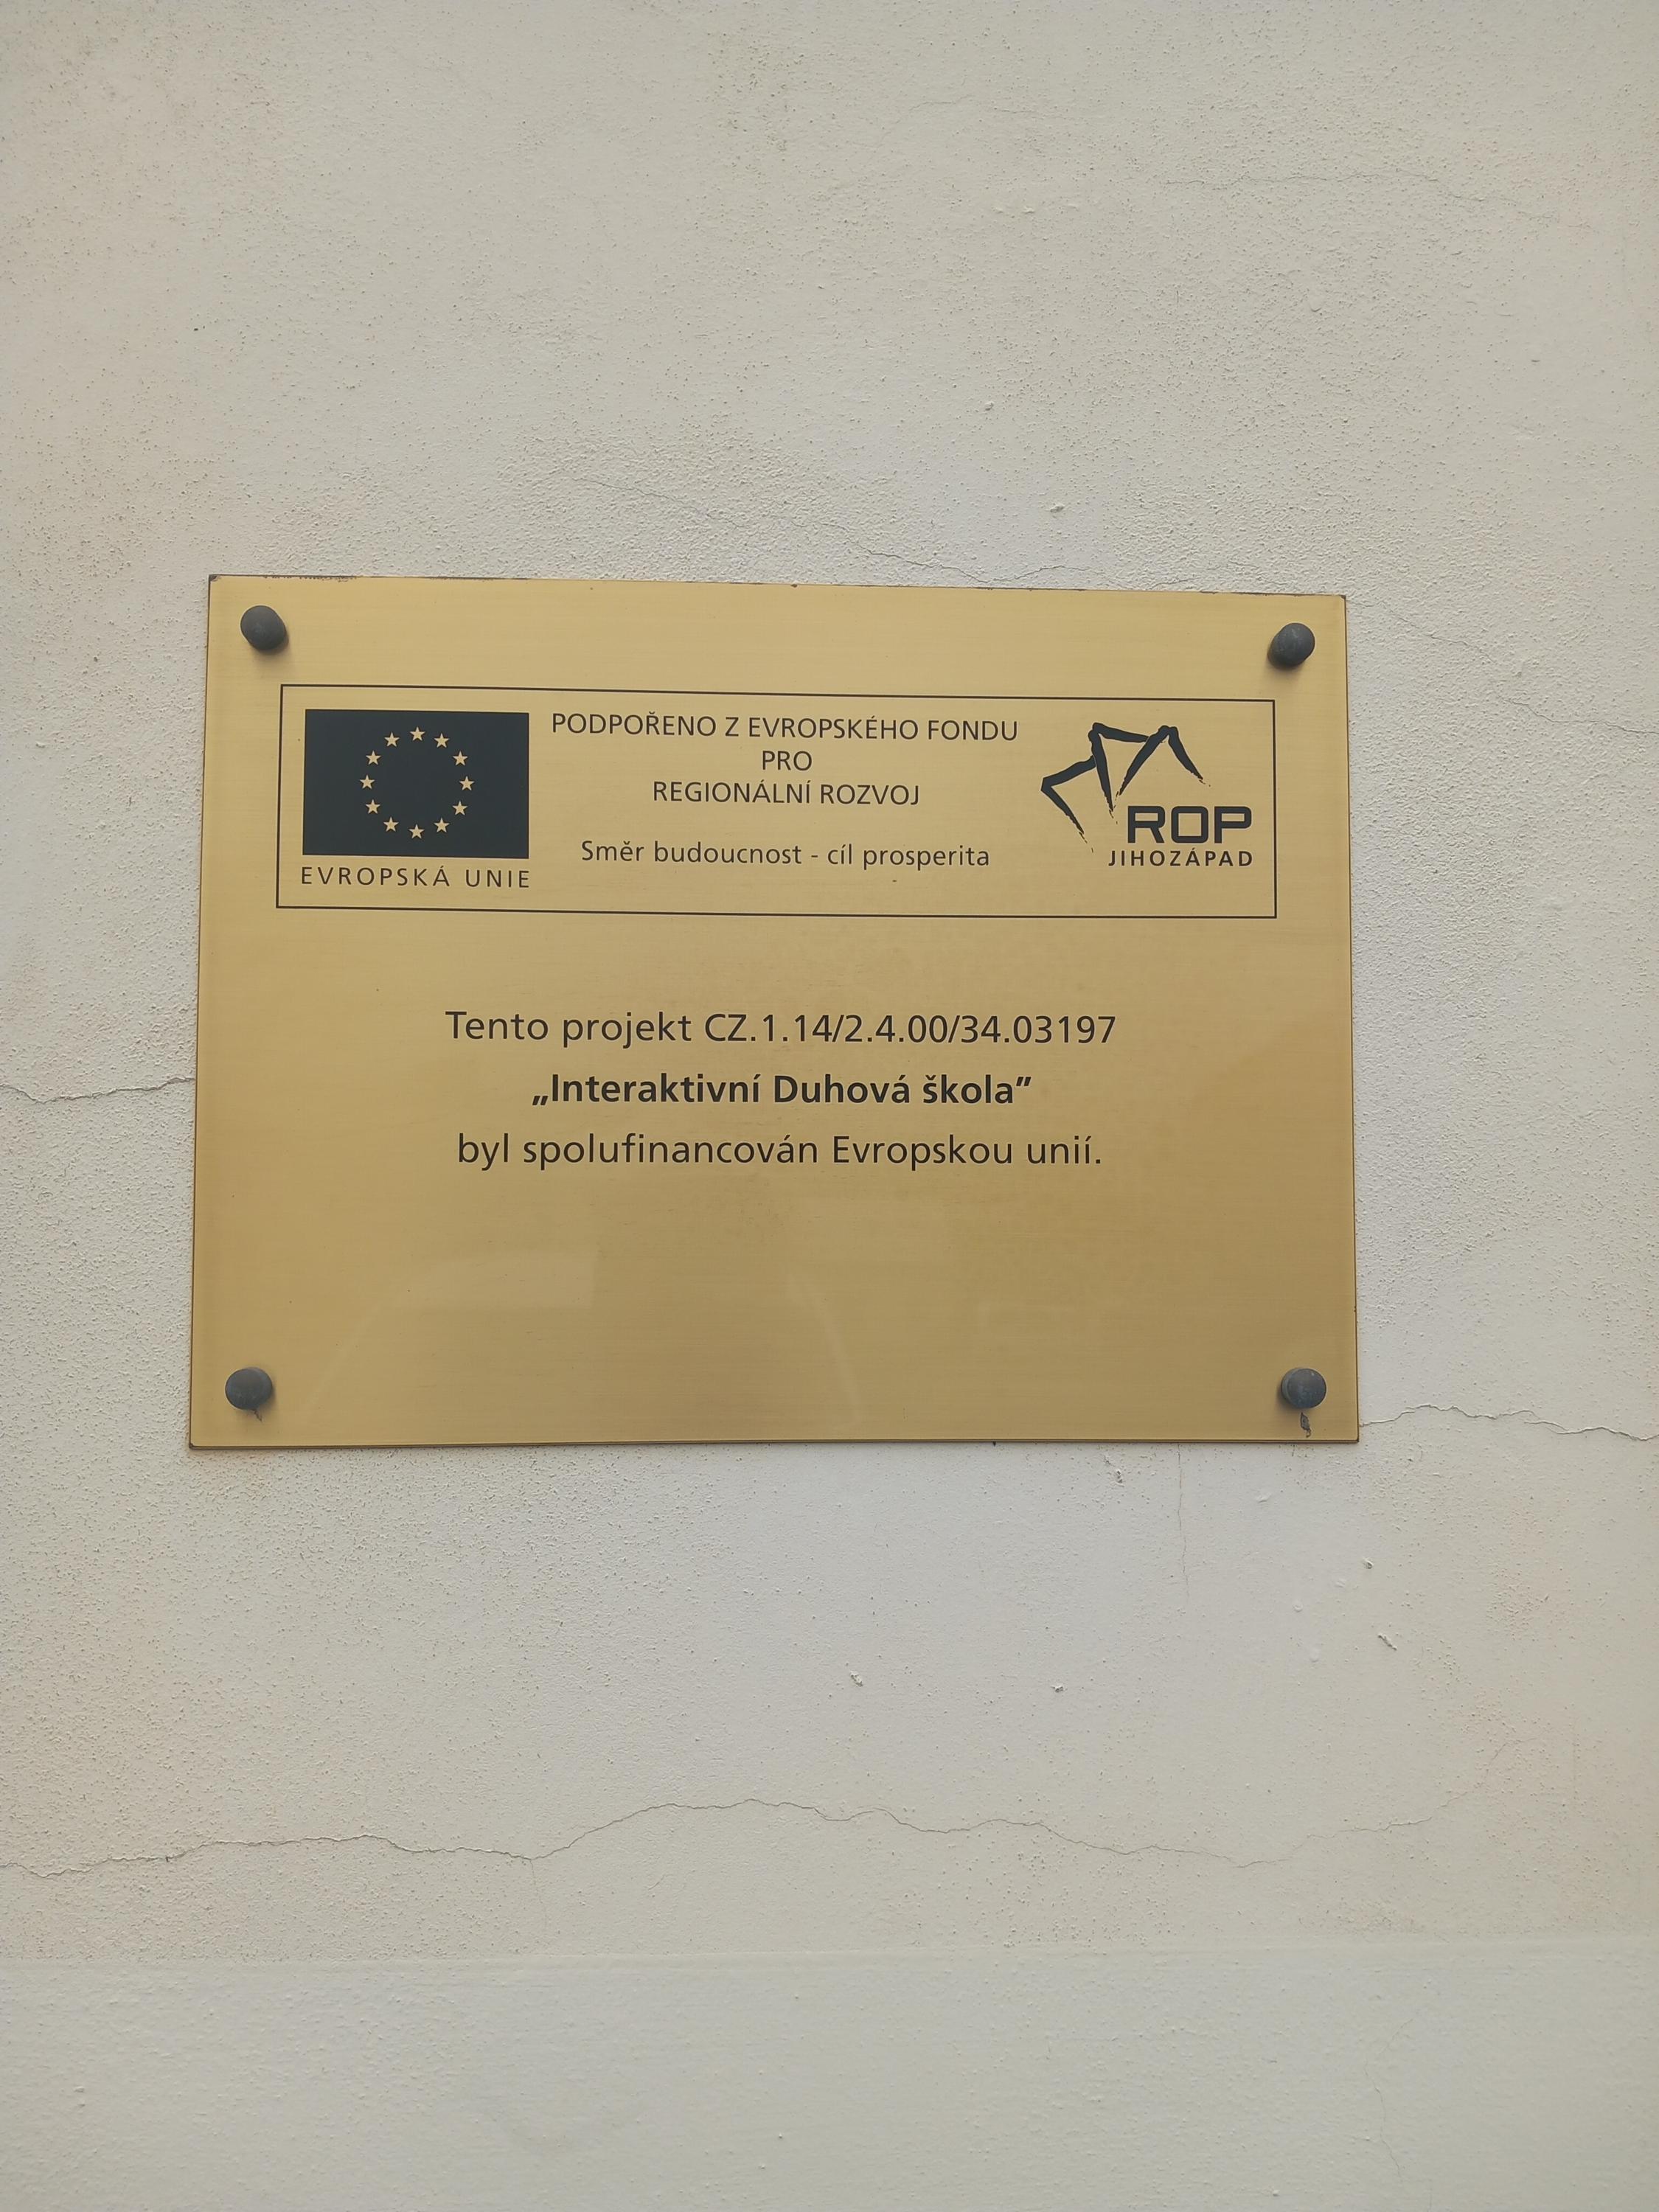 PODPOŘENO Z EVROPSKÉHO FONDU
PRO
REGIONÁLNÍ ROZVOJ
Směr budoucnost - cíl prosperita
EVROPSKÁ UNIE
ROP
JIHOZÁPAD
Tento projekt CZ.1.14/2.4.00/34.03197
„Interaktivní Duhová škola”
byl spolufinancován Evropskou unií.